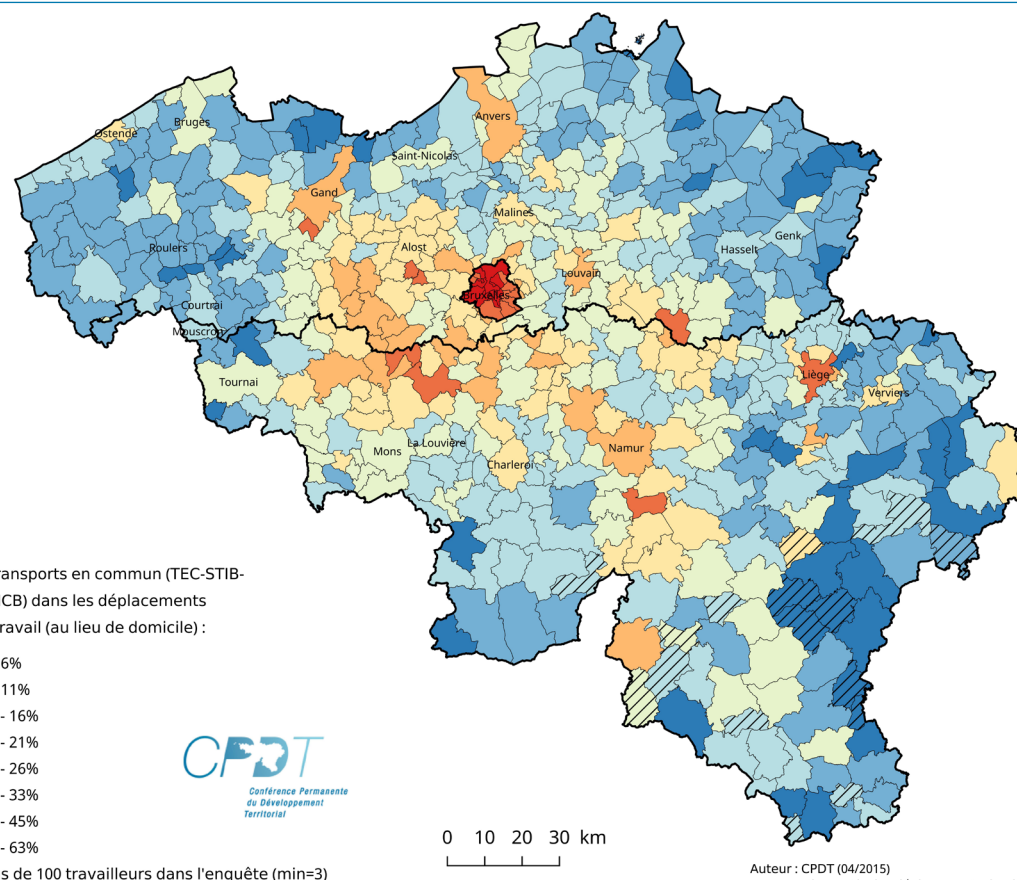 Anvers
Bruges
Ostende
Saint-Nicolas
Gand
Malines
Genk
Roulers
Alost
Hasselt
Louvain
Bruxelles
Courtrai
Mouscron
Liège
Tournai
Verviers
La Louvière
Mons
Namur
Charleroi
ransports en commun (TEC-STIB-
ICB) dans les déplacements
ravail (au lieu de domicile) :
6%
11%
- 16%
- 21%
- 26%
- 33%
- 45%
- 63%
s de 100 travailleurs dans l'enquête (min=3)
CPDT
Conférence Permanente
du Développement
Territorial
0 10 20 30 km
Auteur : CPDT (04/2015)